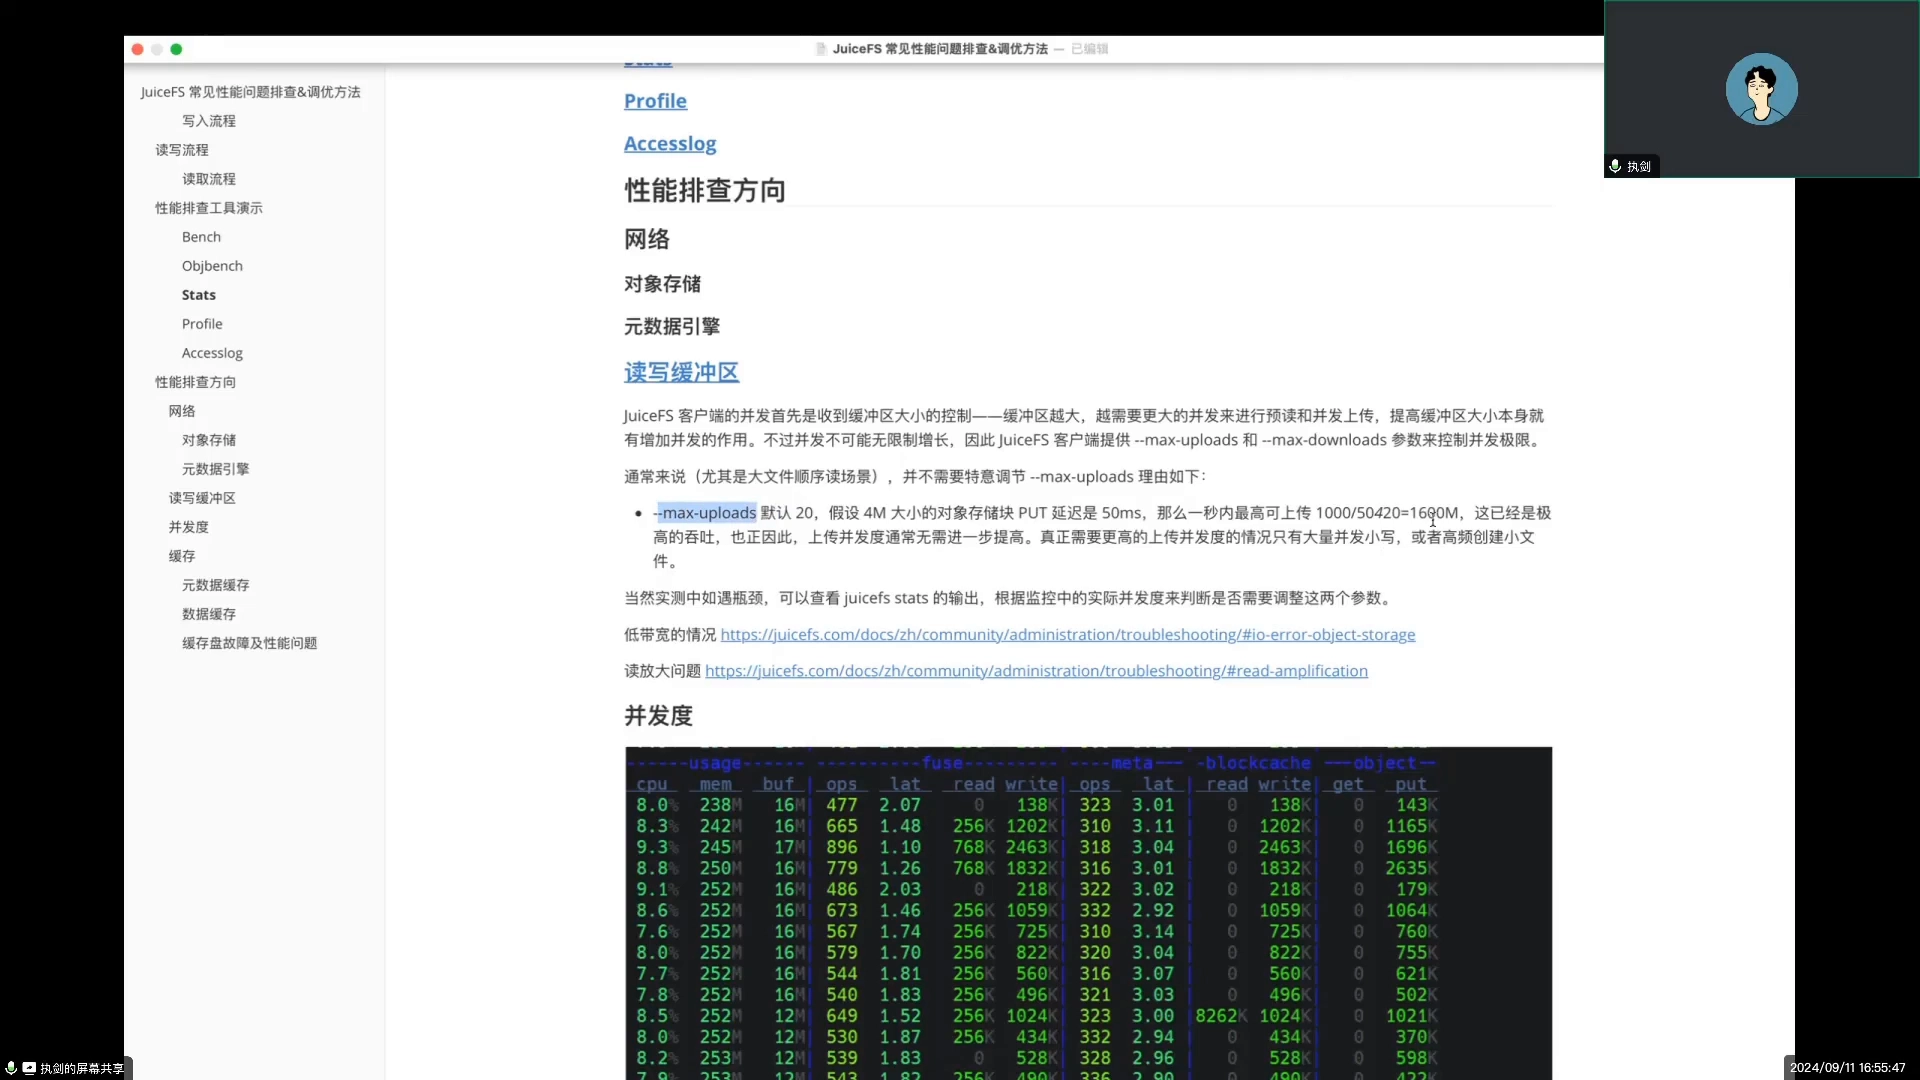 JuiceFS 常见性能问题排查&调优方法 — 已编辑
执剑
JuiceFS 常见性能问题排查&调优方法
写入流程
读写流程
读取流程
性能排查工具演示
Bench
Objbench
Stats
Profile
Accesslog
性能排查方向
网络
对象存储
元数据引擎
读写缓冲区
并发度
缓存
元数据缓存
数据缓存
缓存盘故障及性能问题
Stats
Profile
Accesslog
性能排查方向
网络
对象存储
元数据引擎
读写缓冲区
JuiceFS 客户端的并发首先是收到缓冲区大小的控制——缓冲区越大，越需要更大的并发来进行预读和并发上传，提高缓冲区大小本身就
有增加并发的作用。不过并发不可能无限制增长，因此 JuiceFS 客户端提供 --max-uploads 和 --max-downloads 参数来控制并发极限。
通常来说（尤其是大文件顺序读场景），并不需要特意调节 --max-uploads 理由如下：
• --max-uploads 默认 20，假设 4M 大小的对象存储块 PUT 延迟是 50ms，那么一秒内最高可上传 1000/50420=1600M，这已经是极
高的吞吐，也正因此，上传并发度通常无需进一步提高。真正需要更高的上传并发度的情况只有大量并发小写，或者高频创建小文
件。
当然实测中如遇瓶颈，可以查看 juicefs stats 的输出，根据监控中的实际并发度来判断是否需要调整这两个参数。
低带宽的情况 https://juicefs.com/docs/zh/community/administration/troubleshooting/#io-error-object-storage
读放大问题 https://juicefs.com/docs/zh/community/administration/troubleshooting/#read-amplification
并发度
------usage------ ----------fuse--------- ----meta--- -blockcache ---object--
cpu mem buf | ops lat read write| ops lat | read write| get put
8.0% 238M 16M| 477 2.07 0 138K| 323 3.01 | 0 138K| 0 143K
8.3% 242M 16M| 665 1.48 256K 1202K| 310 3.11 | 0 1202K| 0 1165K
9.3% 245M 17M| 896 1.10 768K 2463K| 318 3.04 | 0 2463K| 0 1696K
8.8% 250M 16M| 779 1.26 768K 1832K| 316 3.01 | 0 1832K| 0 2635K
9.1% 252M 16M| 486 2.03 0 218K| 322 3.02 | 0 218K| 0 179K
8.6% 252M 16M| 673 1.46 256K 1059K| 332 2.92 | 0 1059K| 0 1064K
7.6% 252M 16M| 567 1.74 256K 725K| 310 3.14 | 0 725K| 0 760K
8.0% 252M 16M| 579 1.70 256K 822K| 320 3.04 | 0 822K| 0 755K
7.7% 252M 16M| 544 1.81 256K 560K| 316 3.07 | 0 560K| 0 621K
7.8% 252M 16M| 540 1.83 256K 496K| 321 3.03 | 0 496K| 0 502K
8.5% 252M 12M| 649 1.52 256K 1024K| 323 3.00 |8262K 1024K| 0 1021K
8.0% 252M 12M| 530 1.87 256K 434K| 332 2.94 | 0 434K| 0 370K
8.2% 253M 12M| 539 1.83 0 528K| 328 2.96 | 0 528K| 0 598K
7.9% 253M 12M| 543 1.82 256K 490K| 336 2.90 | 0 490K| 0 422K
执剑的屏幕共享
2024/09/11 16:55:47